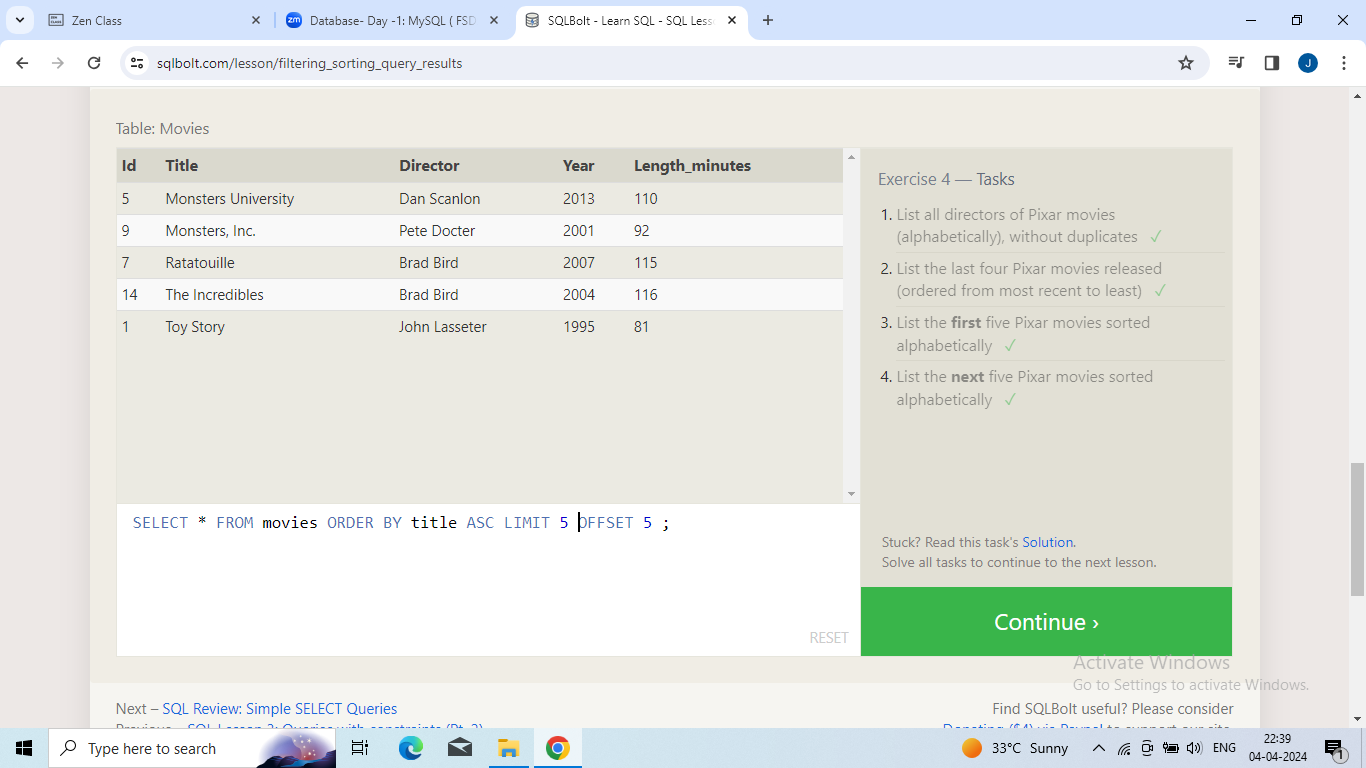 Zen Class
Database- Day -1: MySQL ( FSD
SQLBolt - Learn SQL - SQL Less
sqlbolt.com/lesson/filtering_sorting_query_results
J
Table: Movies
Id Title Director Year Length_minutes
5 Monsters University Dan Scanlon 2013 110
9 Monsters, Inc. Pete Docter 2001 92
7 Ratatouille Brad Bird 2007 115
14 The Incredibles Brad Bird 2004 116
1 Toy Story John Lasseter 1995 81
SELECT * FROM movies ORDER BY title ASC LIMIT 5 OFFSET 5 ;
RESET
Exercise 4 — Tasks
1. List all directors of Pixar movies
(alphabetically), without duplicates ✓
2. List the last four Pixar movies released
(ordered from most recent to least) ✓
3. List the first five Pixar movies sorted
alphabetically ✓
4. List the next five Pixar movies sorted
alphabetically ✓
Stuck? Read this task's Solution.
Solve all tasks to continue to the next lesson.
Continue ›
Activate Windows
Go to Settings to activate Windows.
Next – SQL Review: Simple SELECT Queries
Previous – SQL Lesson 3: Queries with constraints (Pt. 2)
Find SQLBolt useful? Please consider
Donating ($4) via Paypal to support our site.
Type here to search
33°C Sunny
ENG
22:39
04-04-2024
1